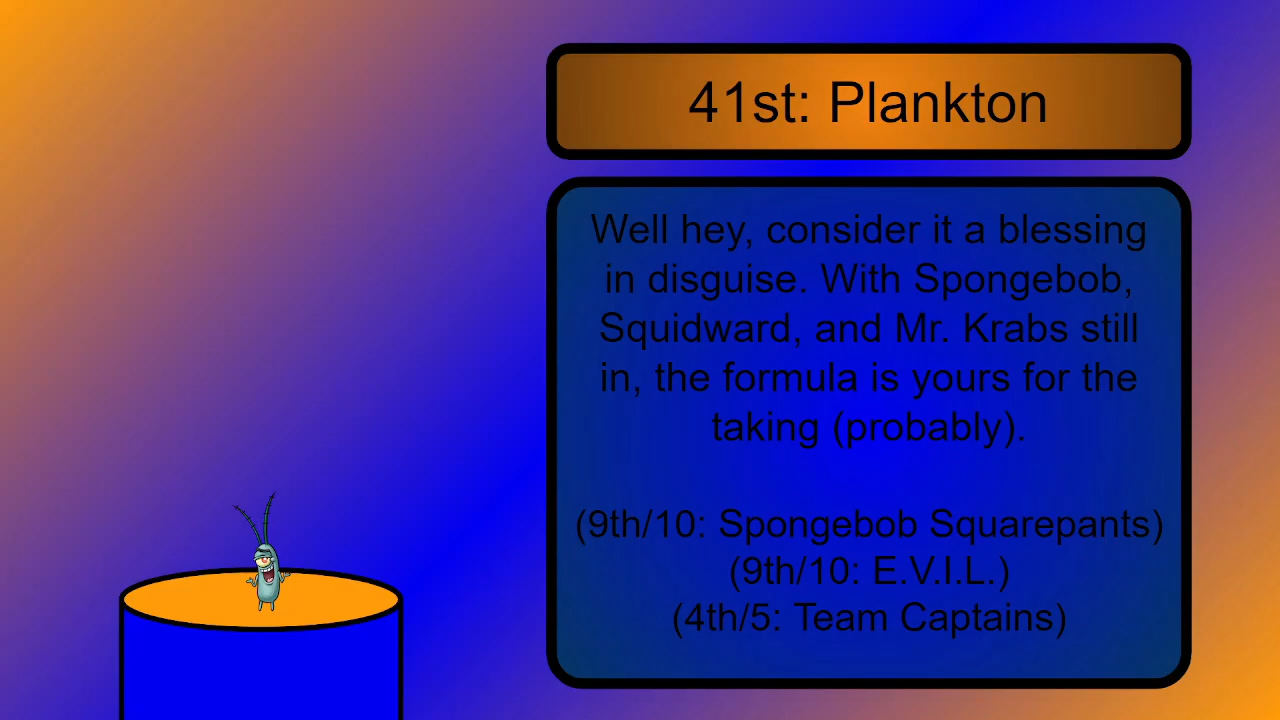 41st: Plankton
Well hey, consider it a blessing
in disguise. With Spongebob,
Squidward, and Mr. Krabs still
in, the formula is yours for the
taking (probably).
(9th/10: Spongebob Squarepants)
(9th/10: E.V.I.L.)
(4th/5: Team Captains)